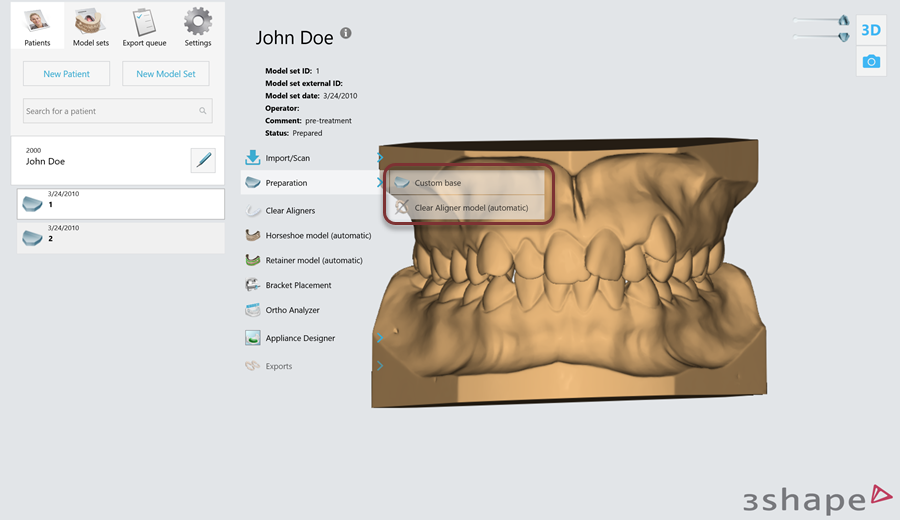 Patients
Model sets
Export queue
Settings
New Patient
New Model Set
Search for a patient
2000
John Doe
3/24/2010
1
3/24/2010
2
John Doe
Model set ID: 1
Model set external ID:
Model set date: 3/24/2010
Operator:
Comment: pre-treatment
Status: Prepared
Import/Scan
Preparation
Custom base
Clear Aligner model (automatic)
Clear Aligners
Horseshoe model (automatic)
Retainer model (automatic)
Bracket Placement
Ortho Analyzer
Appliance Designer
Exports
3D
3shape